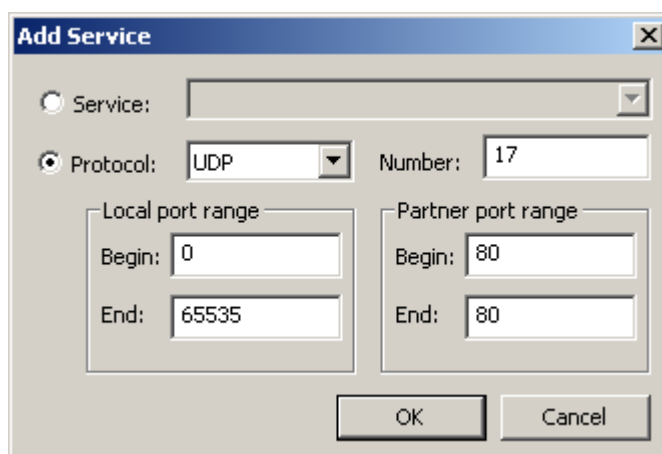 Add Service
Service:
Protocol: UDP Number: 17
Local port range Partner port range
Begin: 0 Begin: 80
End: 65535 End: 80
OK Cancel